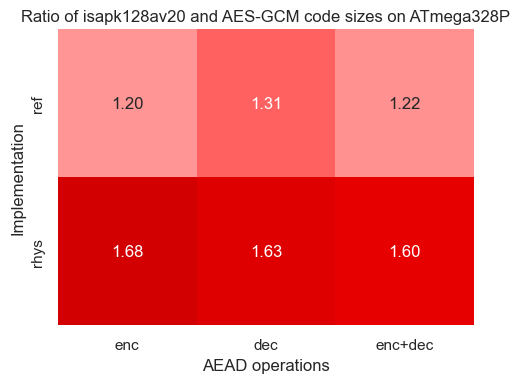 Ratio of isapk128av20 and AES-GCM code sizes on ATmega328P
Implementation
ref
1.20 1.31 1.22
rhys
1.68 1.63 1.60
enc dec enc+dec
AEAD operations